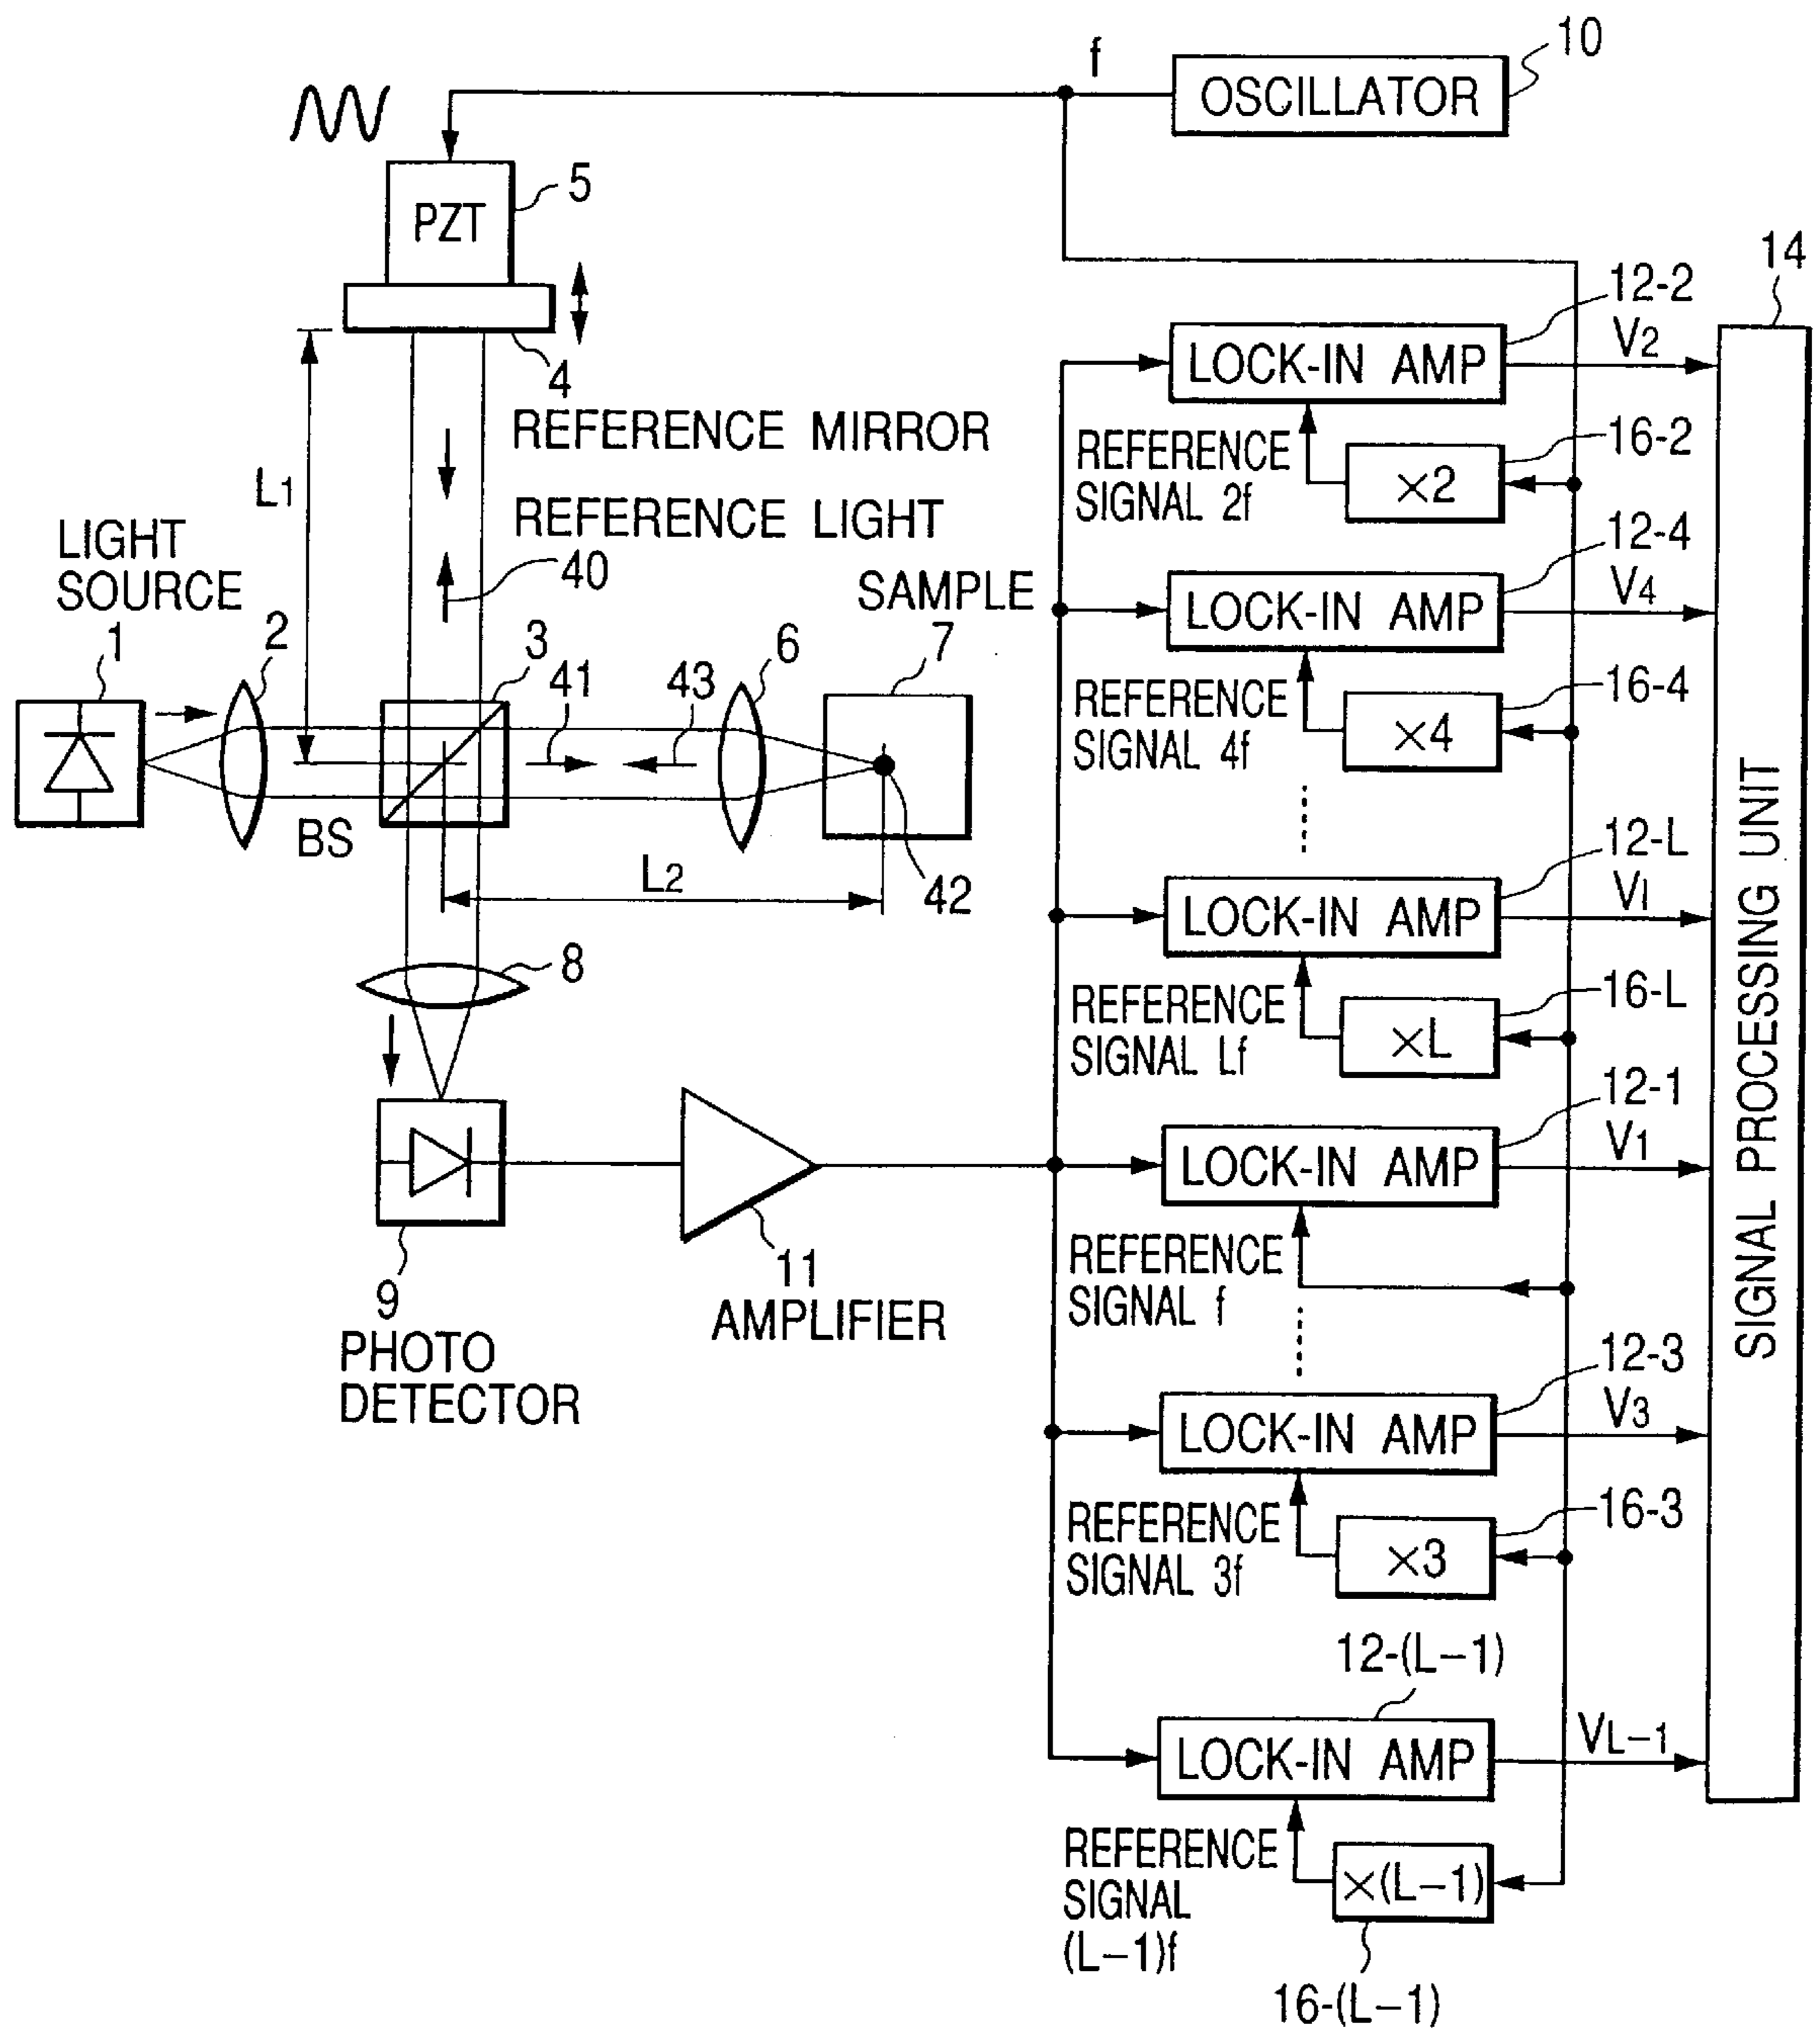 f
OSCILLATOR
10
PZT
5
4
REFERENCE MIRROR
L1
REFERENCE LIGHT
40
LIGHT
SOURCE
1
2
3
41
43
6
SAMPLE
7
BS
L2
42
8
9
PHOTO
DETECTOR
11
AMPLIFIER
14
SIGNAL PROCESSING UNIT
12-2
V2
LOCK-IN AMP
REFERENCE
SIGNAL 2f
×2
16-2
12-4
V4
LOCK-IN AMP
REFERENCE
SIGNAL 4f
×4
16-4
12-L
Vl
LOCK-IN AMP
REFERENCE
SIGNAL Lf
×L
16-L
12-1
V1
LOCK-IN AMP
REFERENCE
SIGNAL f
12-3
V3
LOCK-IN AMP
REFERENCE
SIGNAL 3f
×3
16-3
12-(L−1)
VL−1
LOCK-IN AMP
REFERENCE
SIGNAL
(L−1)f
×(L−1)
16-(L−1)